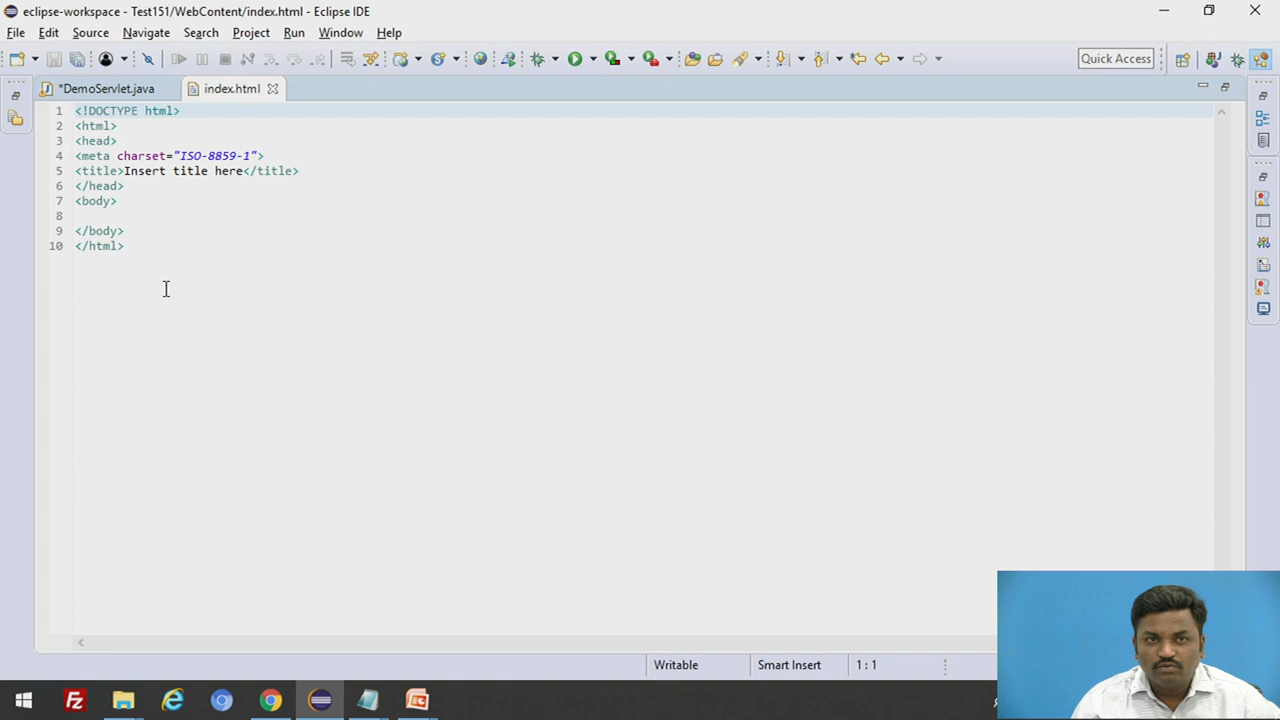 eclipse-workspace - Test151/WebContent/index.html - Eclipse IDE
File Edit Source Navigate Search Project Run Window Help
Quick Access
*DemoServlet.java index.html
1 <!DOCTYPE html>
2 <html>
3 <head>
4 <meta charset="ISO-8859-1">
5 <title>Insert title here</title>
6 </head>
7 <body>
8
9 </body>
10 </html>
Writable Smart Insert 1 : 1